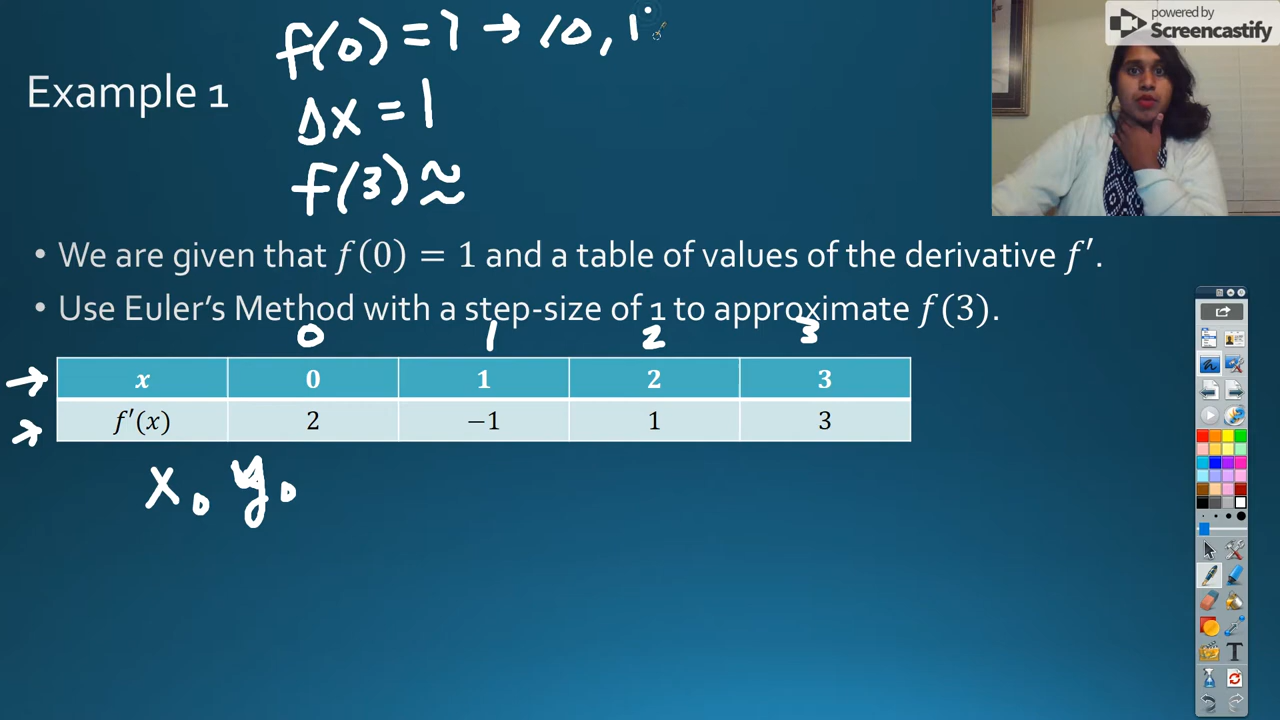 f(0) = 1 → (0, 1
powered by
Screencastify
Example 1
Δx = 1
f(3) ≈
• We are given that f(0) = 1 and a table of values of the derivative f′.
• Use Euler's Method with a step-size of 1 to approximate f(3).
0 1 2 3
→ x 0 1 2 3
→ f′(x) 2 −1 1 3
x₀ y₀
T